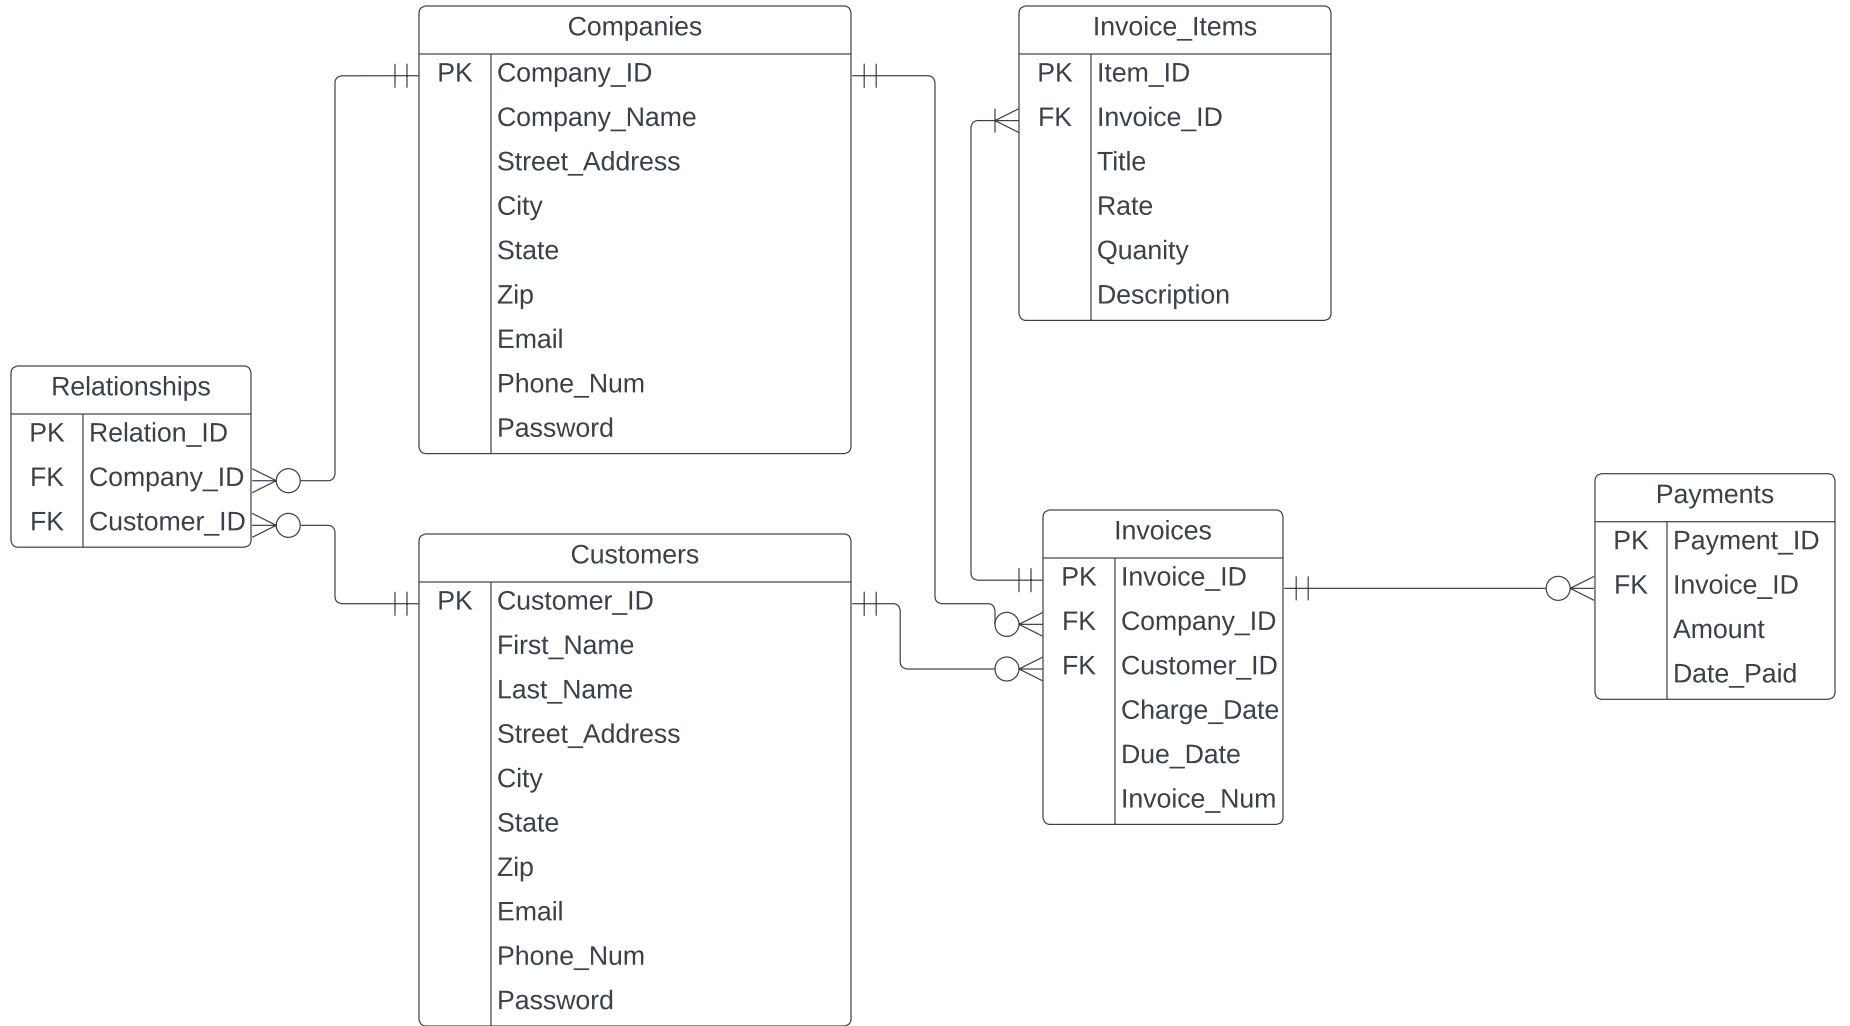 Companies
PK Company_ID
Company_Name
Street_Address
City
State
Zip
Email
Phone_Num
Password
Invoice_Items
PK Item_ID
FK Invoice_ID
Title
Rate
Quanity
Description
Relationships
PK Relation_ID
FK Company_ID
FK Customer_ID
Customers
PK Customer_ID
First_Name
Last_Name
Street_Address
City
State
Zip
Email
Phone_Num
Password
Invoices
PK Invoice_ID
FK Company_ID
FK Customer_ID
Charge_Date
Due_Date
Invoice_Num
Payments
PK Payment_ID
FK Invoice_ID
Amount
Date_Paid